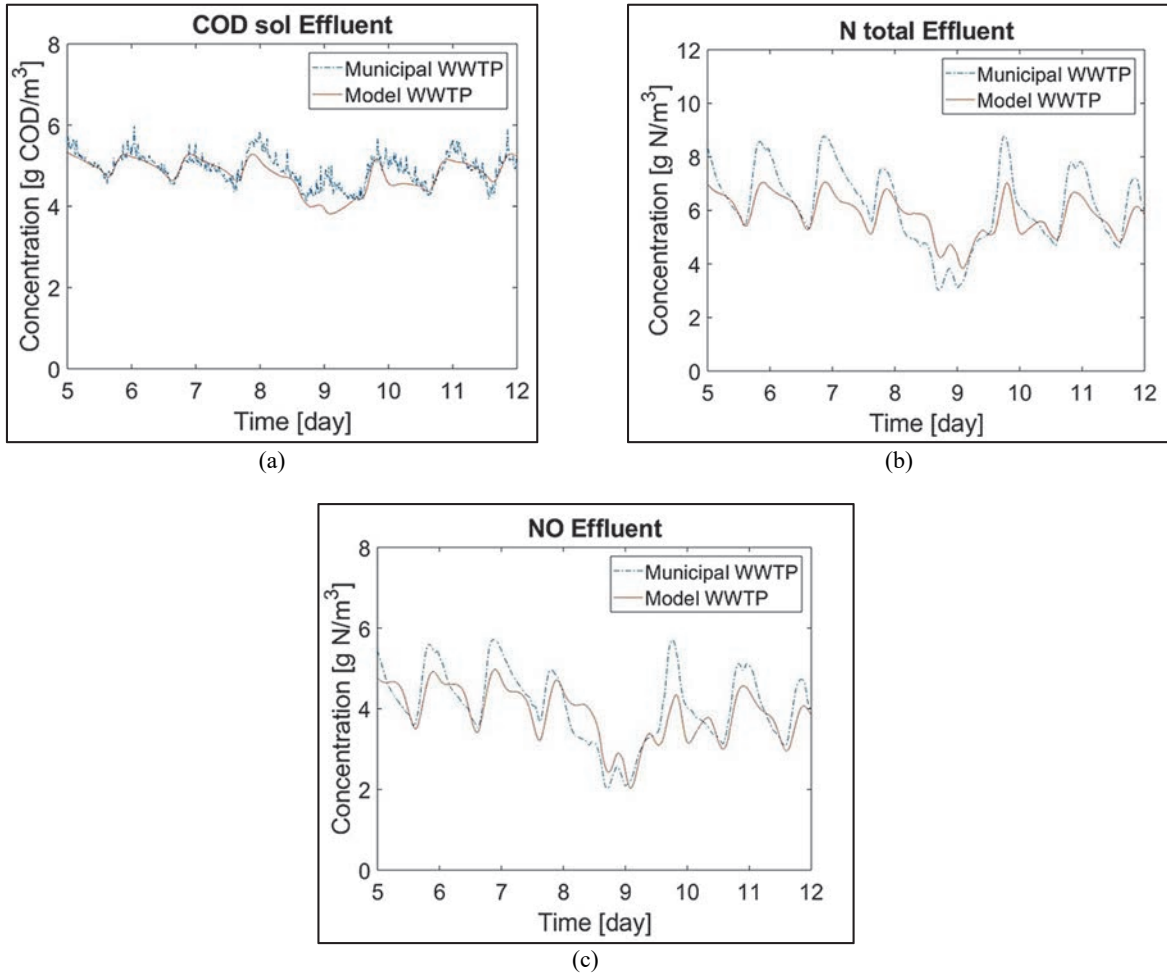 COD sol Effluent
Concentration [g COD/m³]
8
6
4
2
0
Municipal WWTP
Model WWTP
5 6 7 8 9 10 11 12
Time [day]
(a)
N total Effluent
Concentration [g N/m³]
12
10
8
6
4
2
0
Municipal WWTP
Model WWTP
5 6 7 8 9 10 11 12
Time [day]
(b)
NO Effluent
Concentration [g N/m³]
8
6
4
2
0
Municipal WWTP
Model WWTP
5 6 7 8 9 10 11 12
Time [day]
(c)